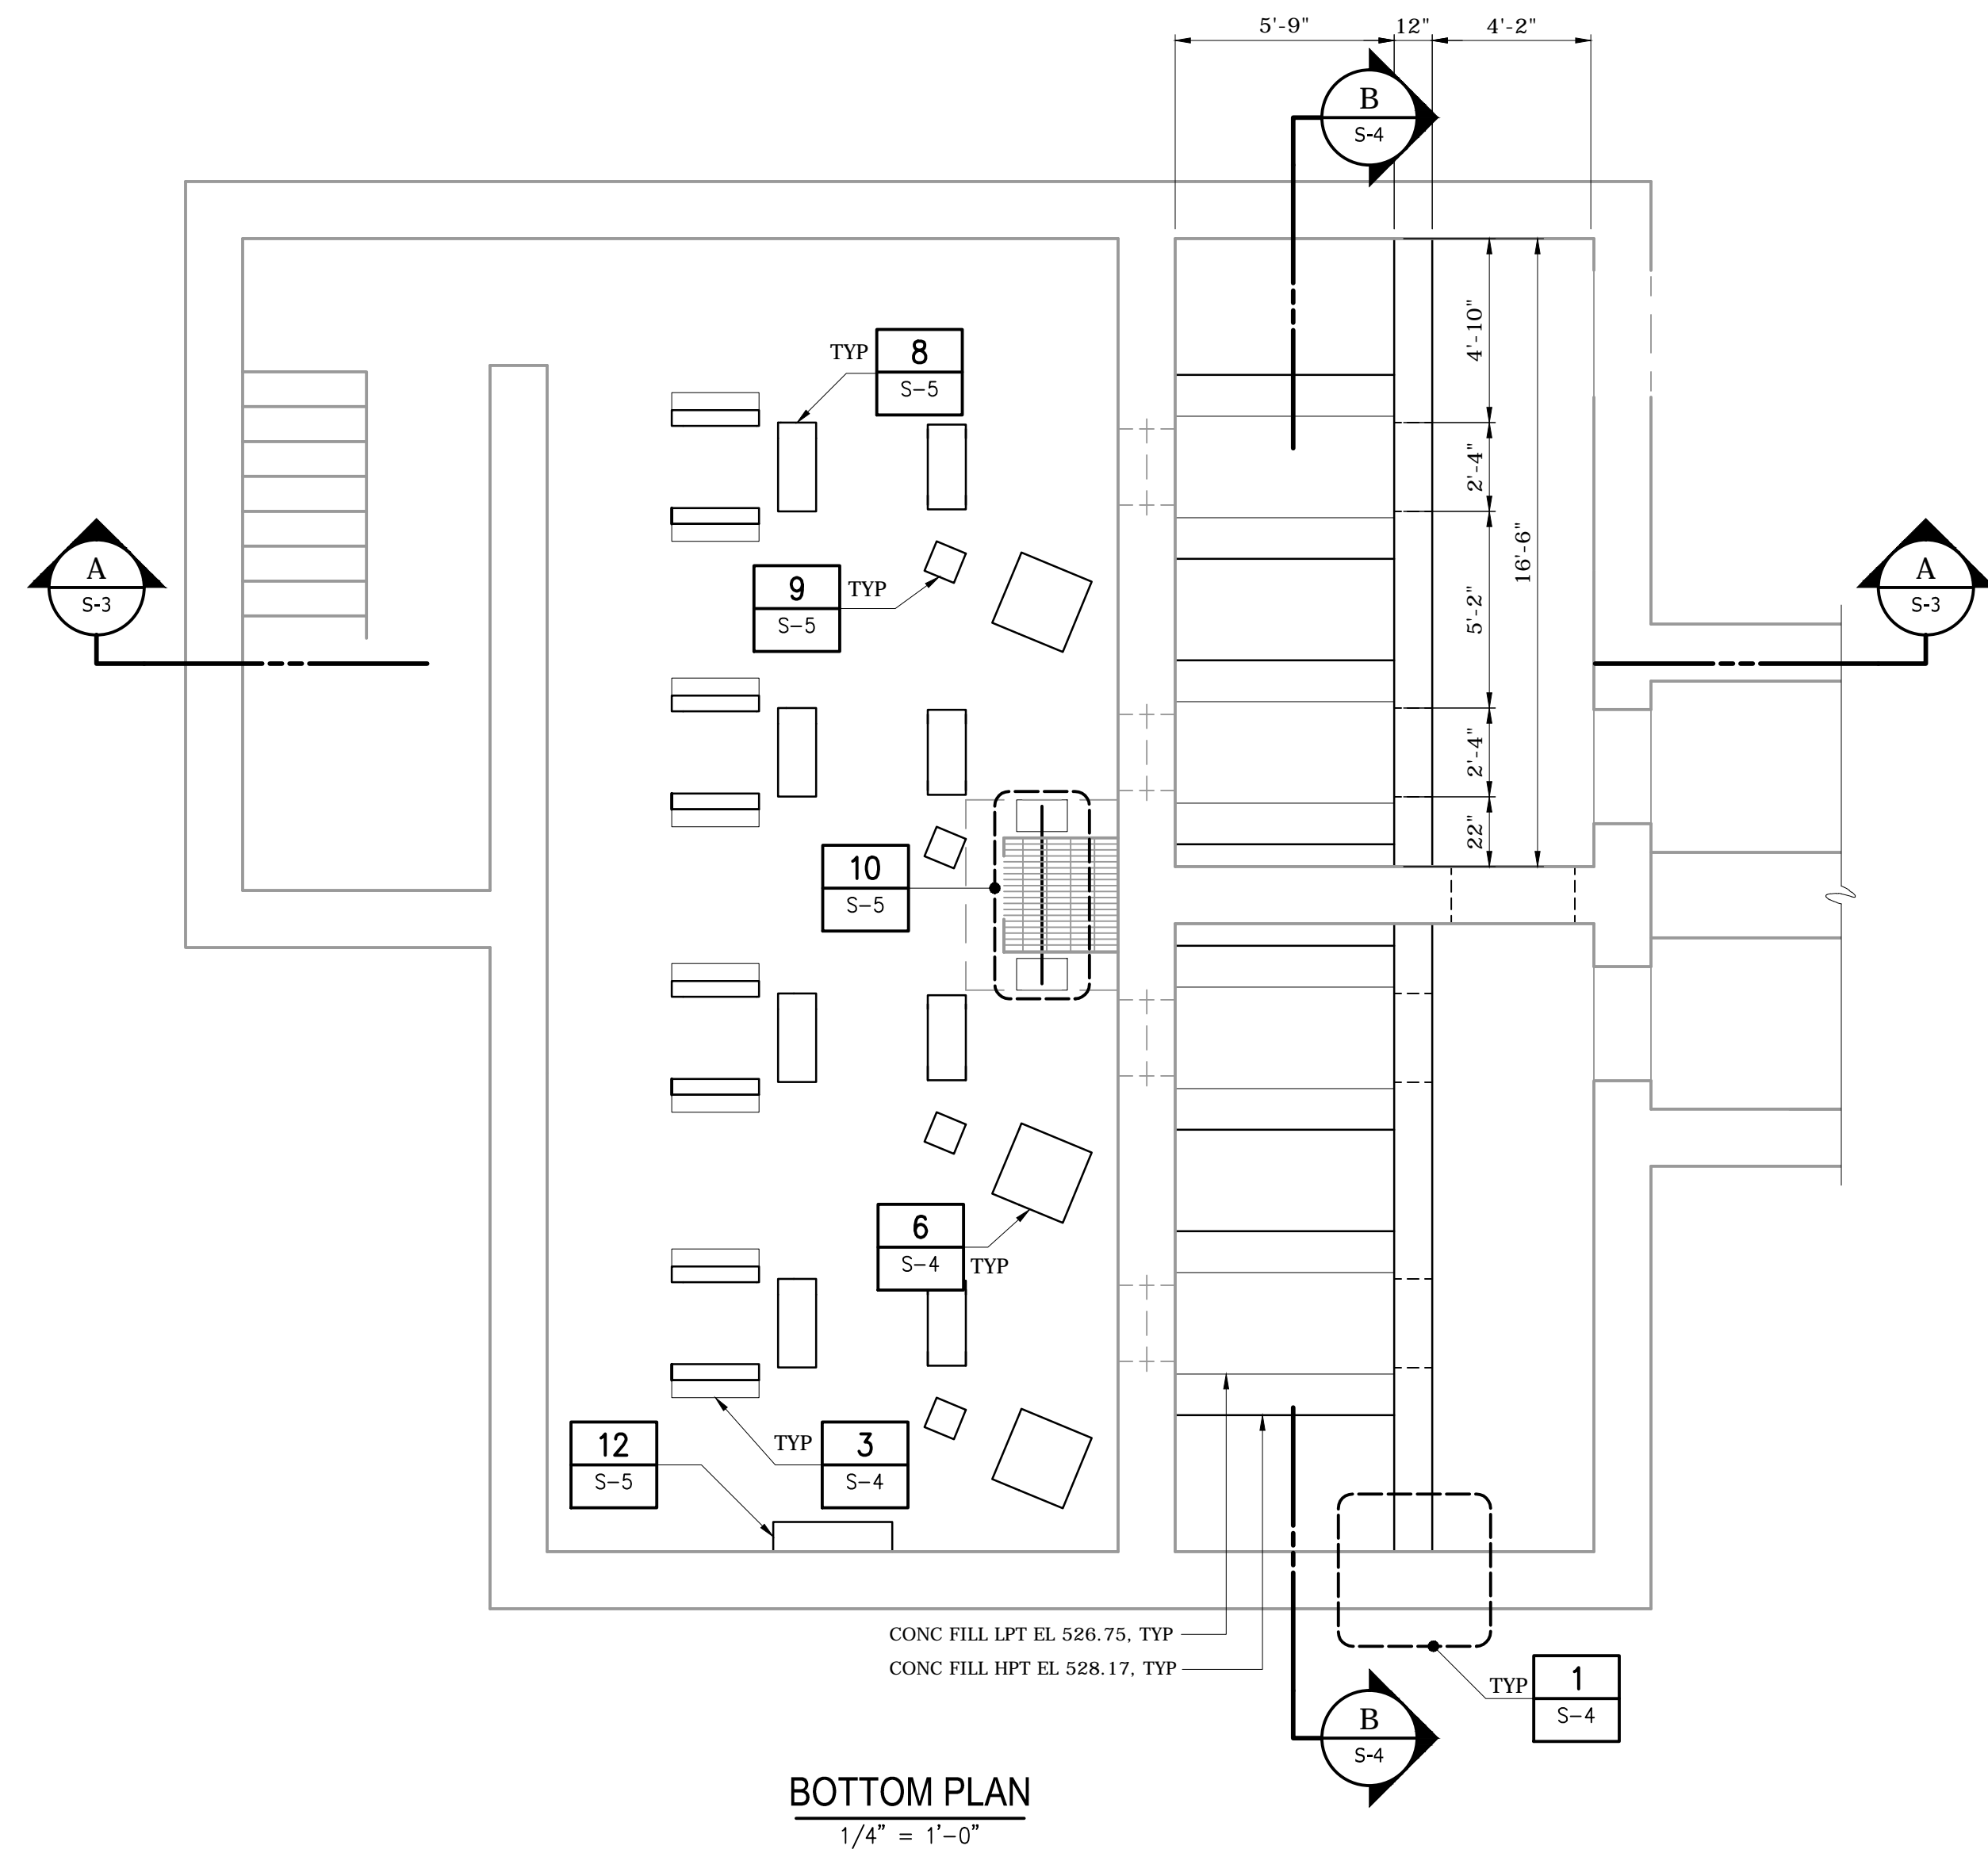 5'-9" 12" 4'-2"
B
S-4
4'-10"
TYP
8
S-5
2'-4"
16'-6"
A
S-3
A
S-3
9
S-5
TYP
5'-2"
2'-4"
22"
10
S-5
6
S-4
TYP
12
S-5
TYP
3
S-4
CONC FILL LPT EL 526.75, TYP
CONC FILL HPT EL 528.17, TYP
TYP
1
S-4
B
S-4
BOTTOM PLAN
1/4" = 1'-0"